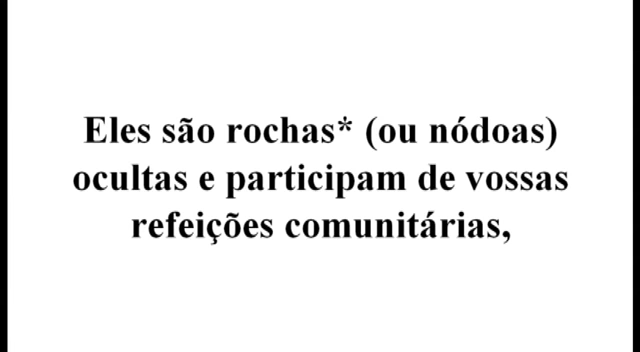 Eles são rochas* (ou nódoas)
ocultas e participam de vossas
refeições comunitárias,